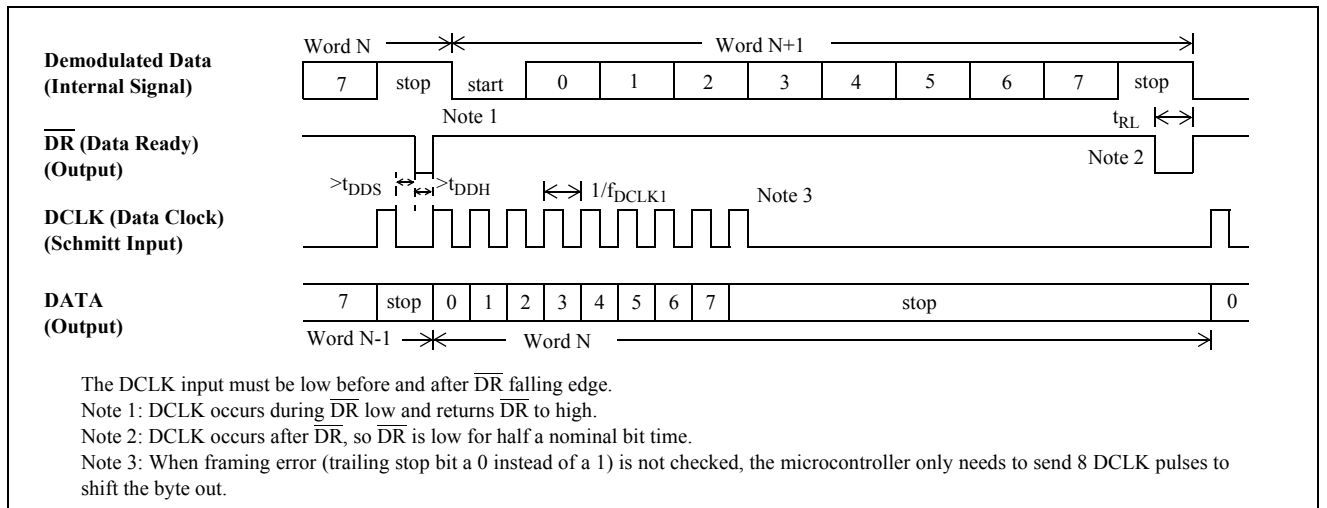 Word N Word N+1
Demodulated Data
(Internal Signal)
7 stop start 0 1 2 3 4 5 6 7 stop
Note 1 tRL
DR (Data Ready)
(Output)
Note 2
>tDDS >tDDH 1/fDCLK1 Note 3
DCLK (Data Clock)
(Schmitt Input)
DATA
(Output)
7 stop 0 1 2 3 4 5 6 7 stop 0
Word N-1 Word N
The DCLK input must be low before and after DR falling edge.
Note 1: DCLK occurs during DR low and returns DR to high.
Note 2: DCLK occurs after DR, so DR is low for half a nominal bit time.
Note 3: When framing error (trailing stop bit a 0 instead of a 1) is not checked, the microcontroller only needs to send 8 DCLK pulses to
shift the byte out.